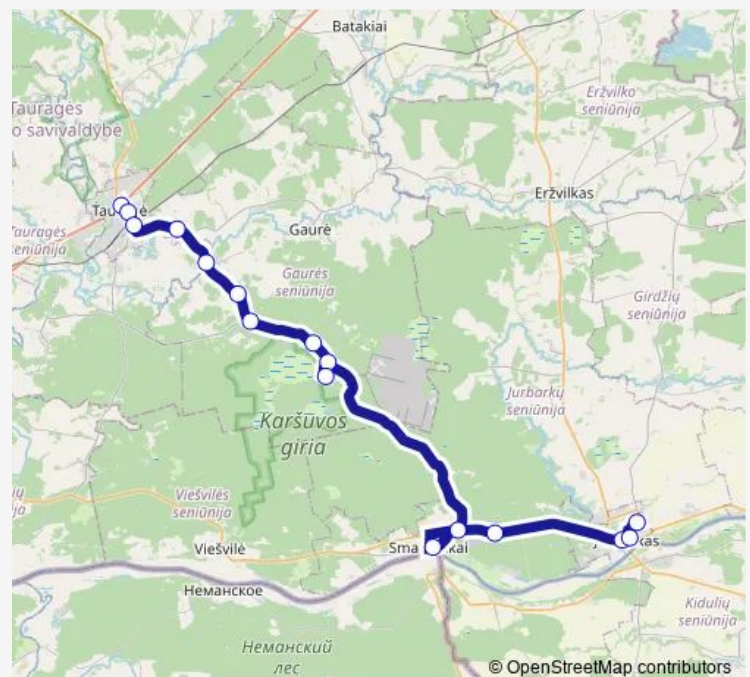 Batakiai
Tauragės
o savivaldybė
Eržvilko
seniūnija
Eržvilkas
Gaurė
Tauragės
seniūnija
Gaurės
seniūnija
Girdžių
seniūnija
Jurbarkų
seniūnija
Karšuvos
giria
Viešvilės
seniūnija
Viešvilė
Неманское
Kidulių
seniūnija
Неманский
лес
© OpenStreetMap contributors